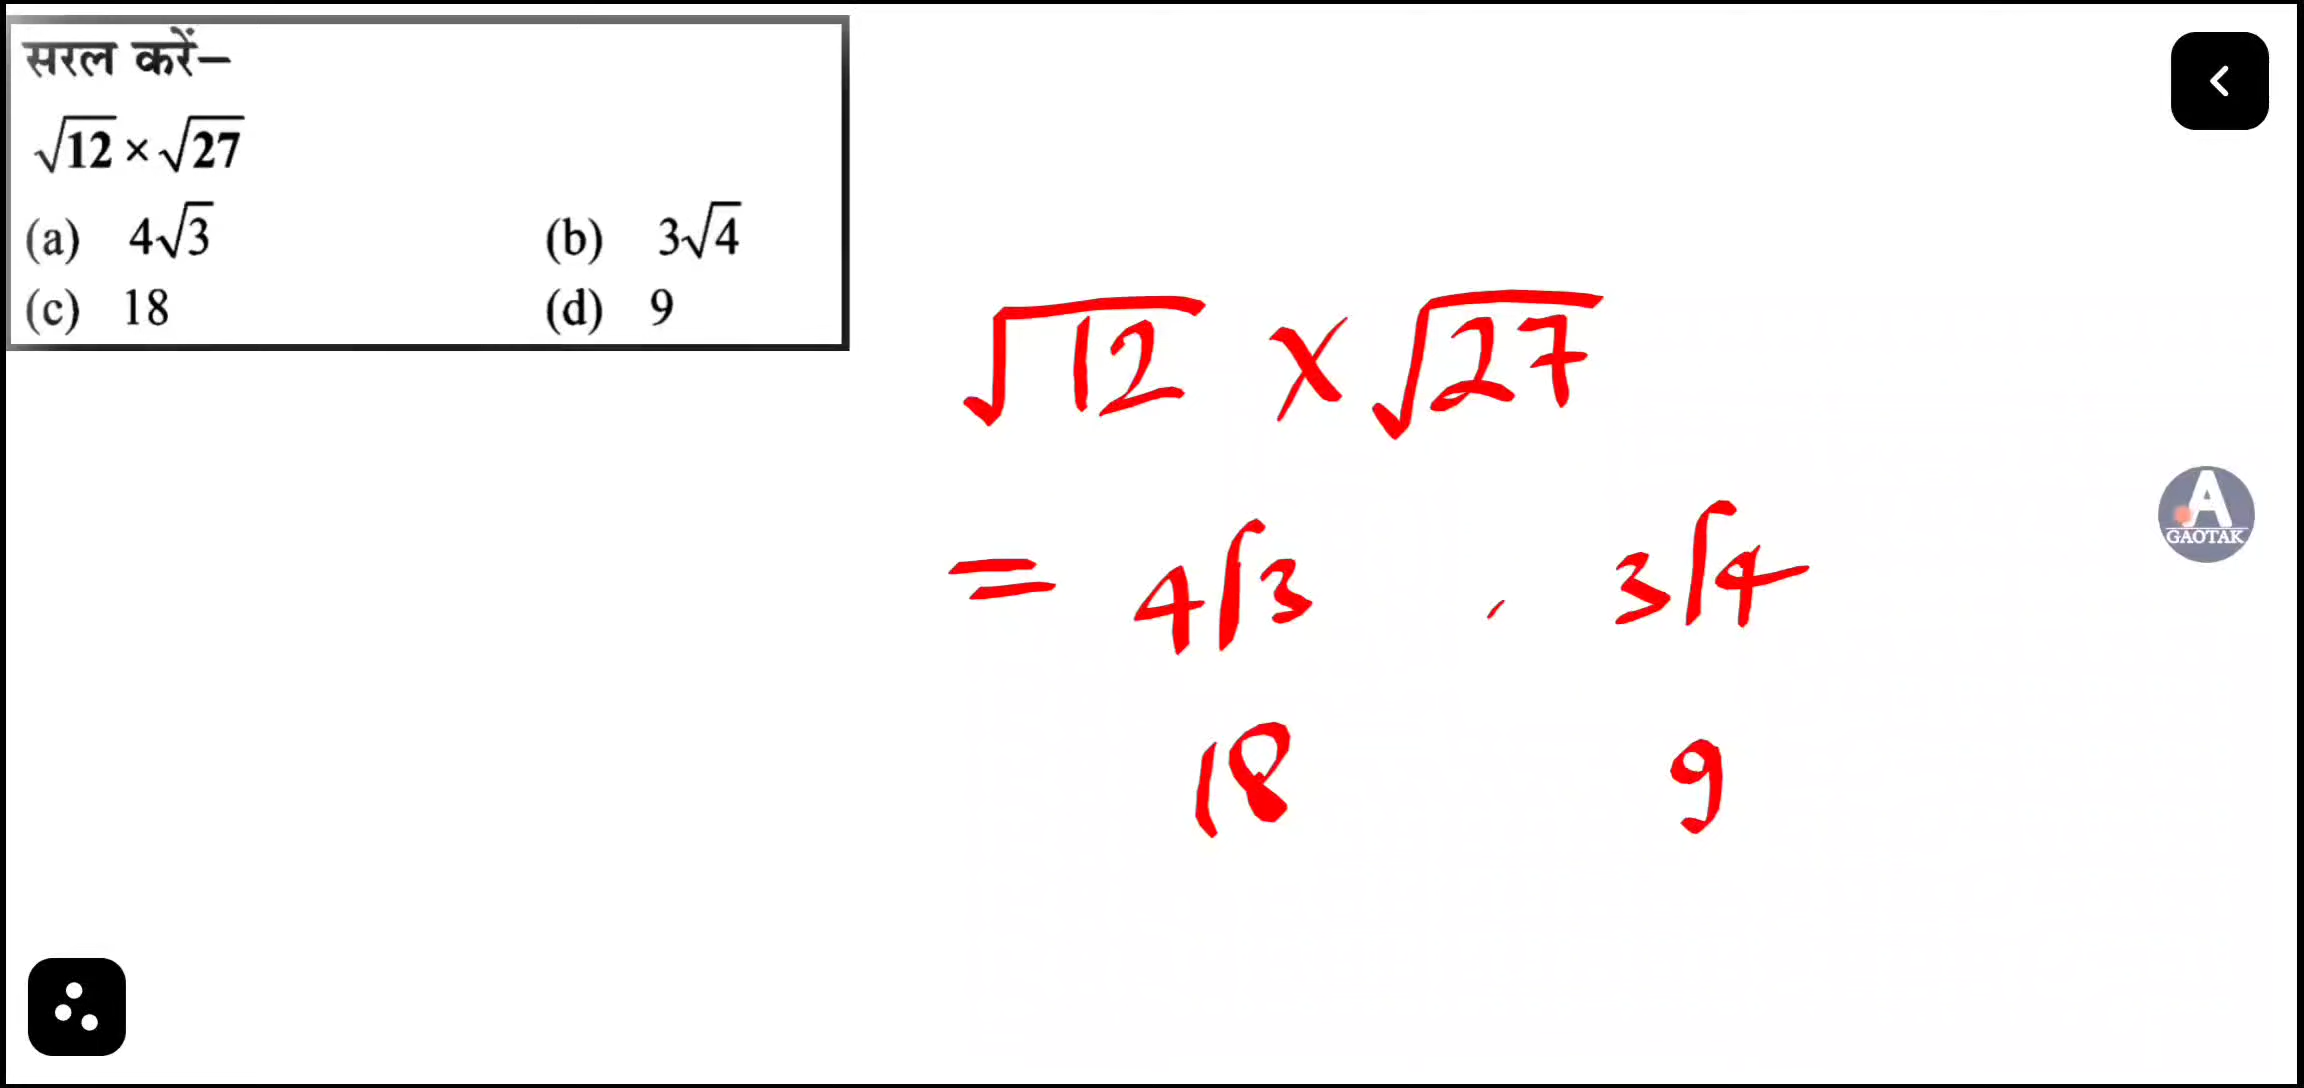 सरल करें–
√12 × √27
(a) 4√3 (b) 3√4
(c) 18 (d) 9
√12 × √27
= 4√3 , 3√4
18 9
A
GAOTAK